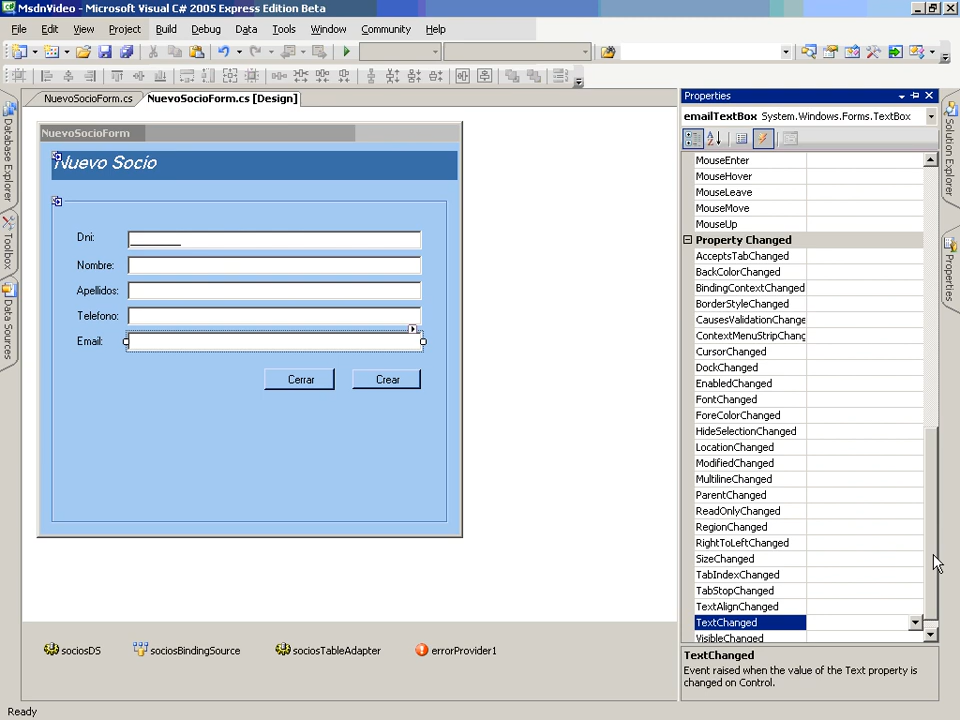 MsdnVideo - Microsoft Visual C# 2005 Express Edition Beta
File Edit View Project Build Debug Data Tools Window Community Help
NuevoSocioForm.cs NuevoSocioForm.cs [Design]
Database Explorer
Toolbox
Data Sources
NuevoSocioForm
Nuevo Socio
Dni:
Nombre:
Apellidos:
Telefono:
Email:
Cerrar Crear
sociosDS sociosBindingSource sociosTableAdapter errorProvider1
Properties
emailTextBox System.Windows.Forms.TextBox
MouseEnter
MouseHover
MouseLeave
MouseMove
MouseUp
Property Changed
AcceptsTabChanged
BackColorChanged
BindingContextChanged
BorderStyleChanged
CausesValidationChange
ContextMenuStripChang
CursorChanged
DockChanged
EnabledChanged
FontChanged
ForeColorChanged
HideSelectionChanged
LocationChanged
ModifiedChanged
MultilineChanged
ParentChanged
ReadOnlyChanged
RegionChanged
RightToLeftChanged
SizeChanged
TabIndexChanged
TabStopChanged
TextAlignChanged
TextChanged
VisibleChanged
TextChanged
Event raised when the value of the Text property is
changed on Control.
Solution Explorer
Properties
Ready